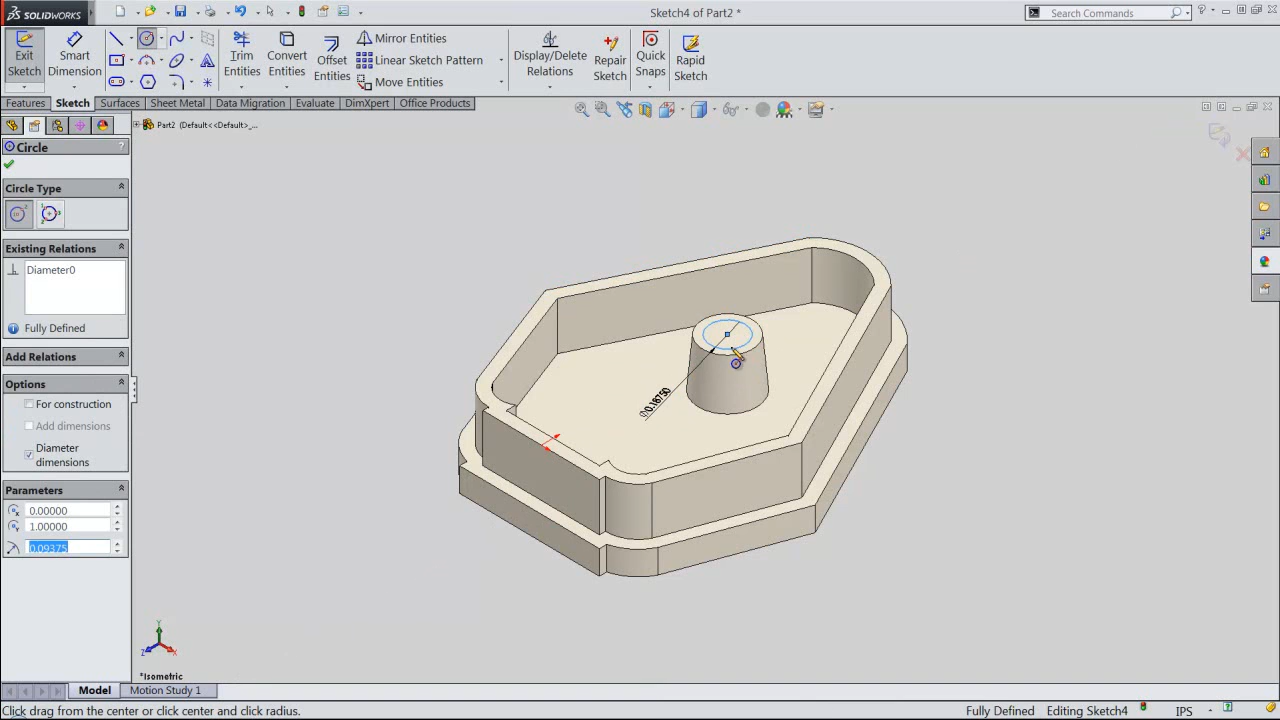 SOLIDWORKS
Sketch4 of Part2 *
Search Commands
Exit Sketch
Smart Dimension
Trim Entities
Convert Entities
Offset Entities
Mirror Entities
Linear Sketch Pattern
Move Entities
Display/Delete Relations
Repair Sketch
Quick Snaps
Rapid Sketch
Features
Sketch
Surfaces
Sheet Metal
Data Migration
Evaluate
DimXpert
Office Products
Part2 (Default<<Default>_...
Circle
?
Circle Type
Existing Relations
Diameter0
Fully Defined
Add Relations
Options
For construction
Add dimensions
Diameter dimensions
Parameters
0.00000
1.00000
0.09375
Ø0.18750
Y
Z
X
*Isometric
Model
Motion Study 1
Click drag from the center or click center and click radius.
Fully Defined
Editing Sketch4
IPS